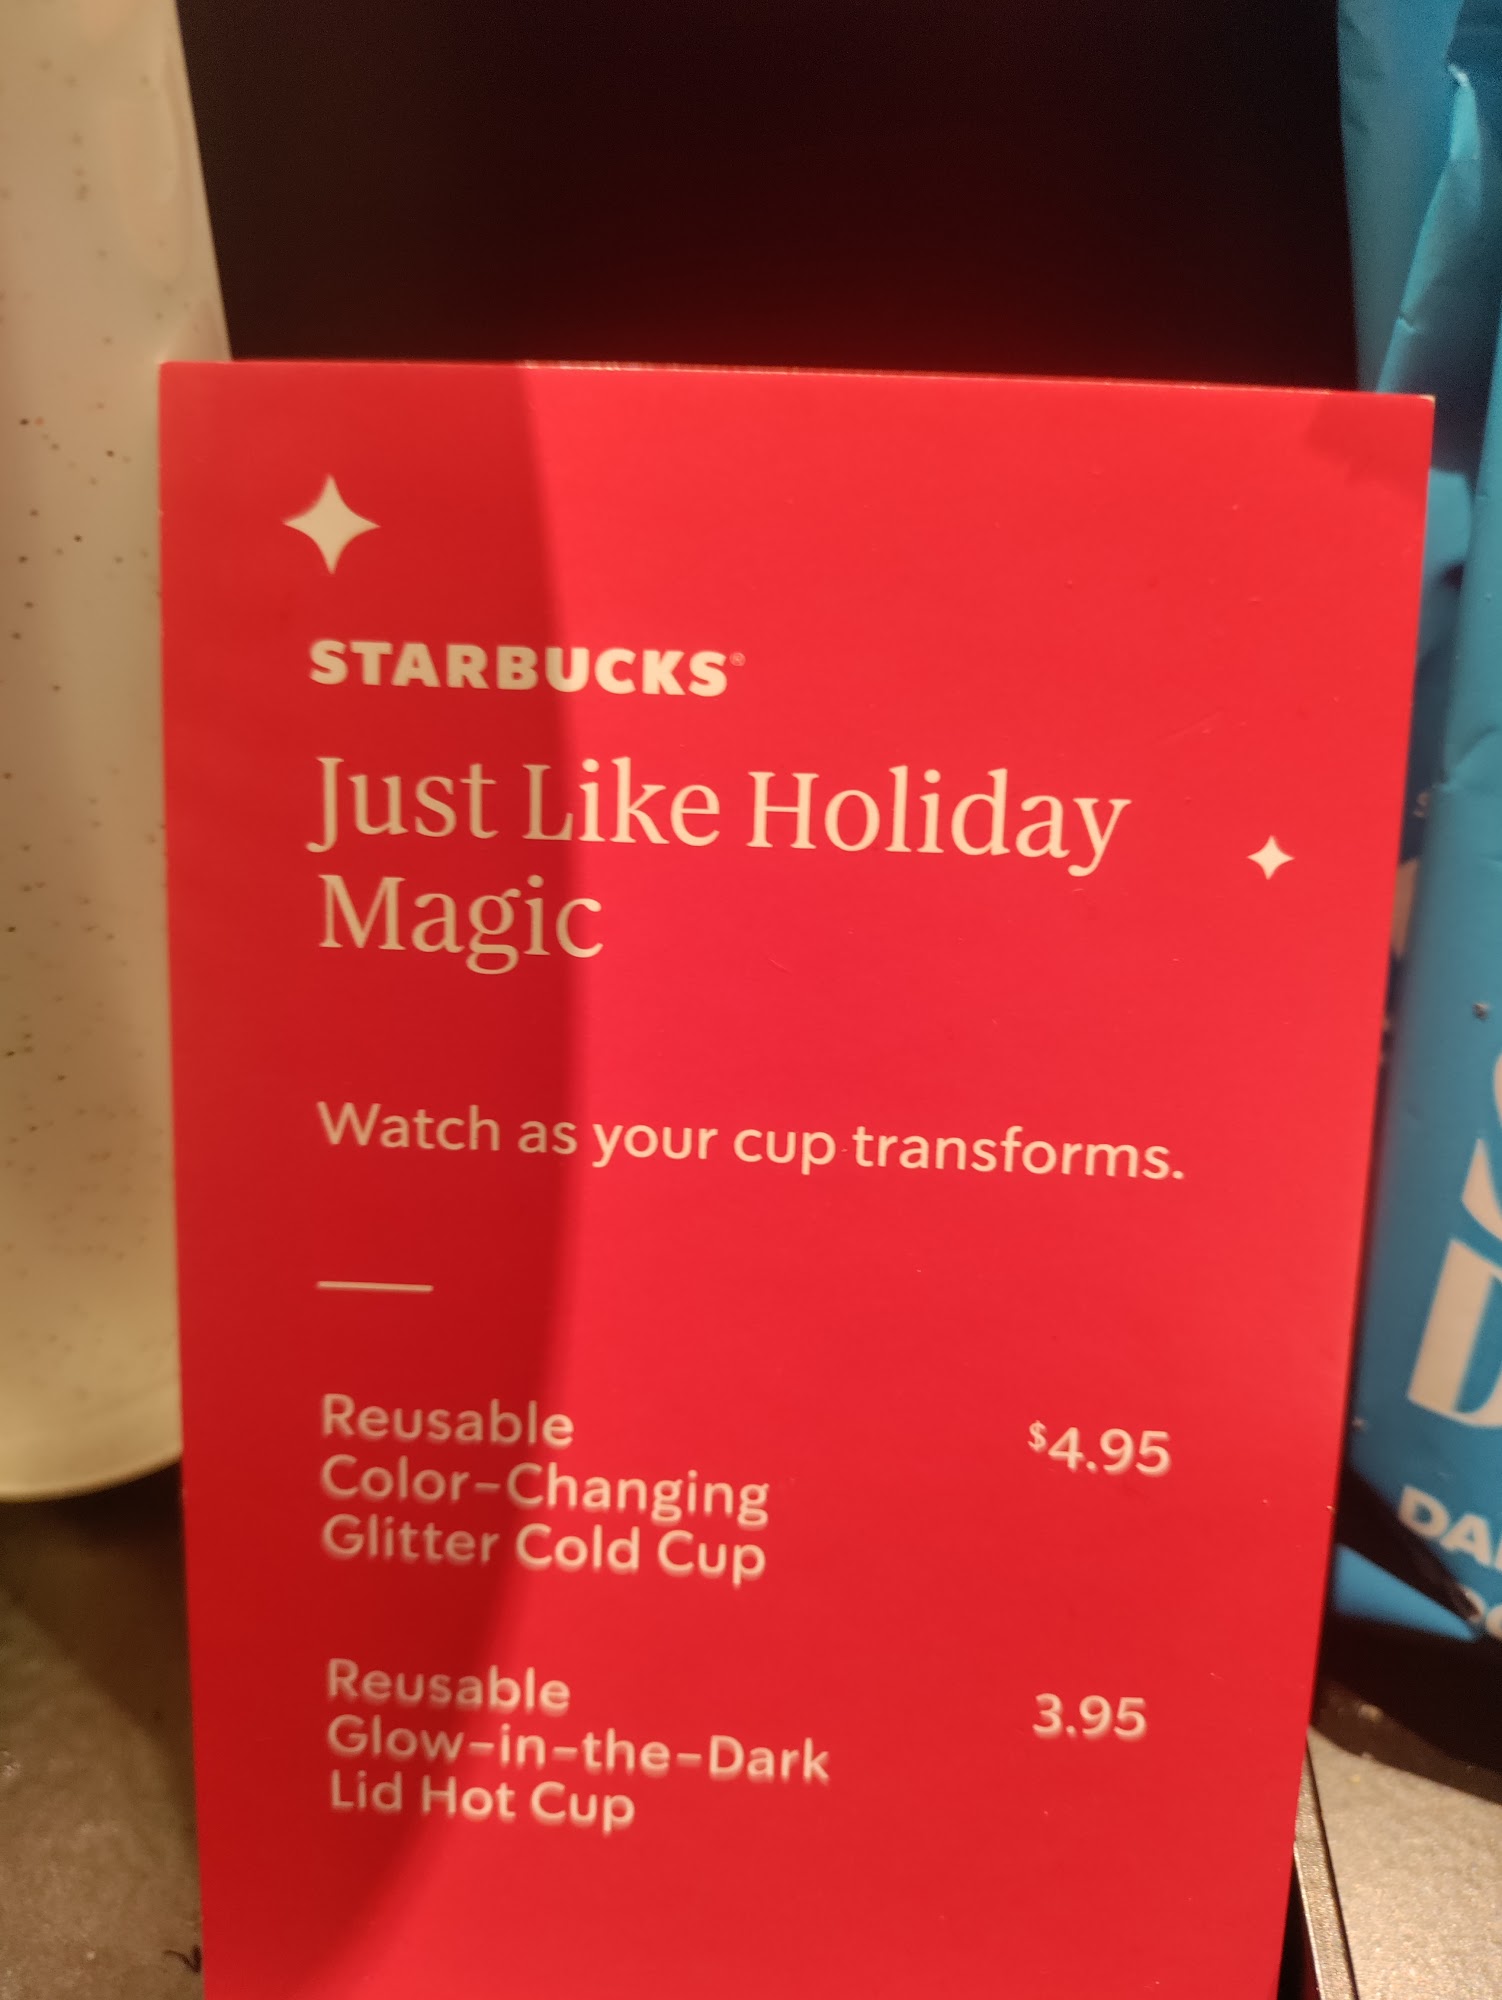 STARBUCKS®
Just Like Holiday
Magic
Watch as your cup transforms.
Reusable
Color-Changing
Glitter Cold Cup
$4.95
Reusable
Glow-in-the-Dark
Lid Hot Cup
3.95